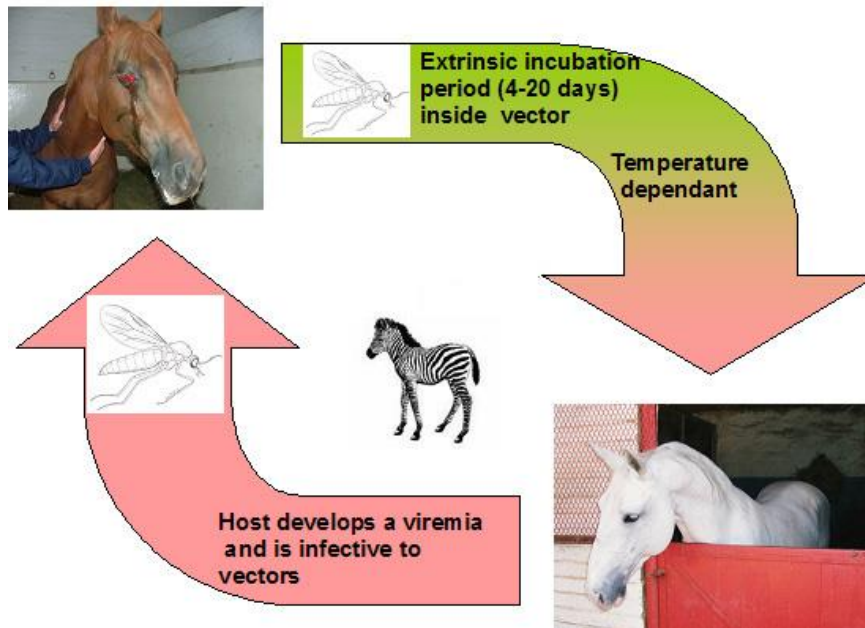 Extrinsic incubation
period (4-20 days)
inside vector
Temperature
dependant
Host develops a viremia
and is infective to
vectors